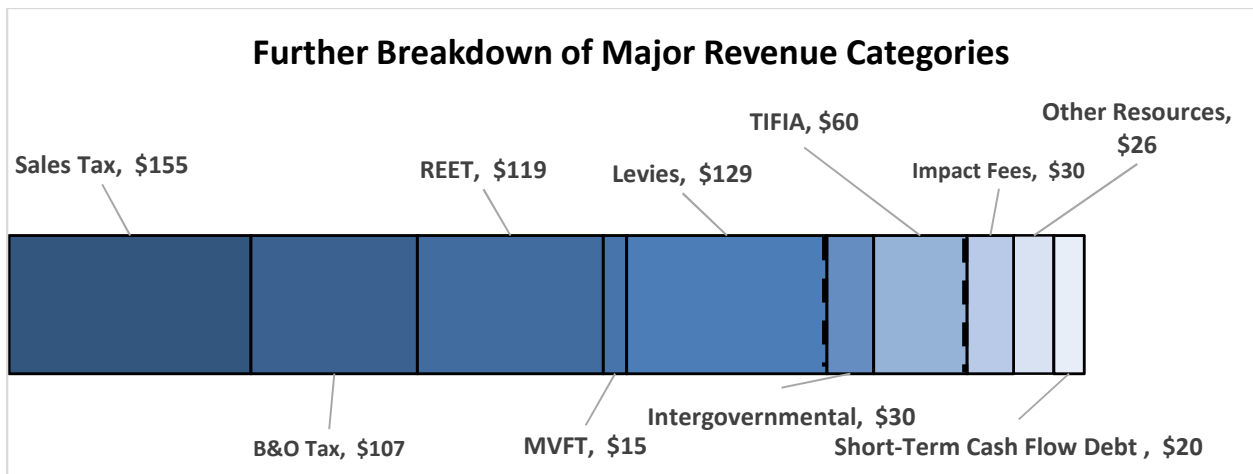 Further Breakdown of Major Revenue Categories
Sales Tax, $155
REET, $119
Levies, $129
TIFIA, $60
Impact Fees, $30
Other Resources,
$26
B&O Tax, $107
MVFT, $15
Intergovernmental, $30
Short-Term Cash Flow Debt , $20